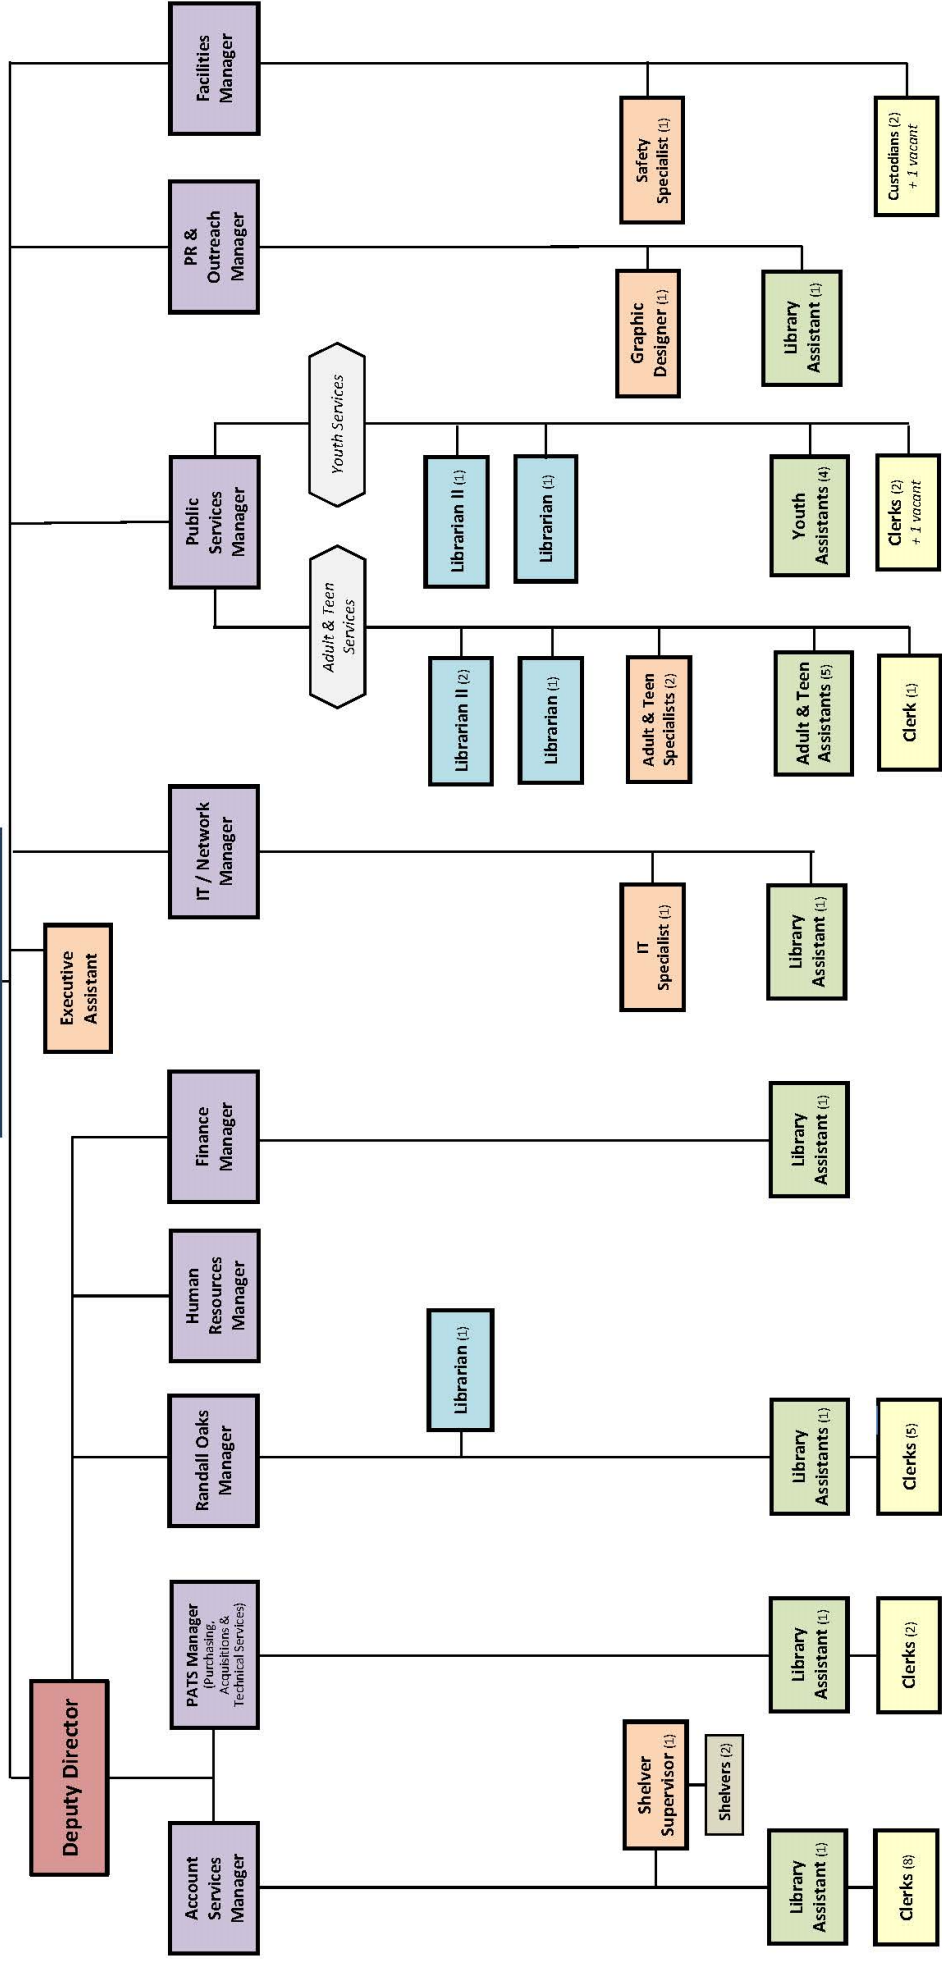 Deputy Director
Executive
Assistant
Account
Services
Manager
PATS Manager
(Purchasing,
Acquisitions &
Technical Services)
Randall Oaks
Manager
Human
Resources
Manager
Finance
Manager
IT / Network
Manager
Public
Services
Manager
PR &
Outreach
Manager
Facilities
Manager
Adult & Teen
Services
Youth Services
Librarian (1)
Librarian II (2)
Librarian II (1)
Librarian (1)
Librarian (1)
Shelver
Supervisor (1)
Shelvers (2)
IT
Specialist (1)
Adult & Teen
Specialists (2)
Graphic
Designer (1)
Safety
Specialist (1)
Library
Assistant (1)
Library
Assistant (1)
Library
Assistants (1)
Library
Assistant (1)
Library
Assistant (1)
Adult & Teen
Assistants (5)
Youth
Assistants (4)
Library
Assistant (1)
Clerks (8)
Clerks (2)
Clerks (5)
Clerk (1)
Clerks (2)
+ 1 vacant
Custodians (2)
+ 1 vacant